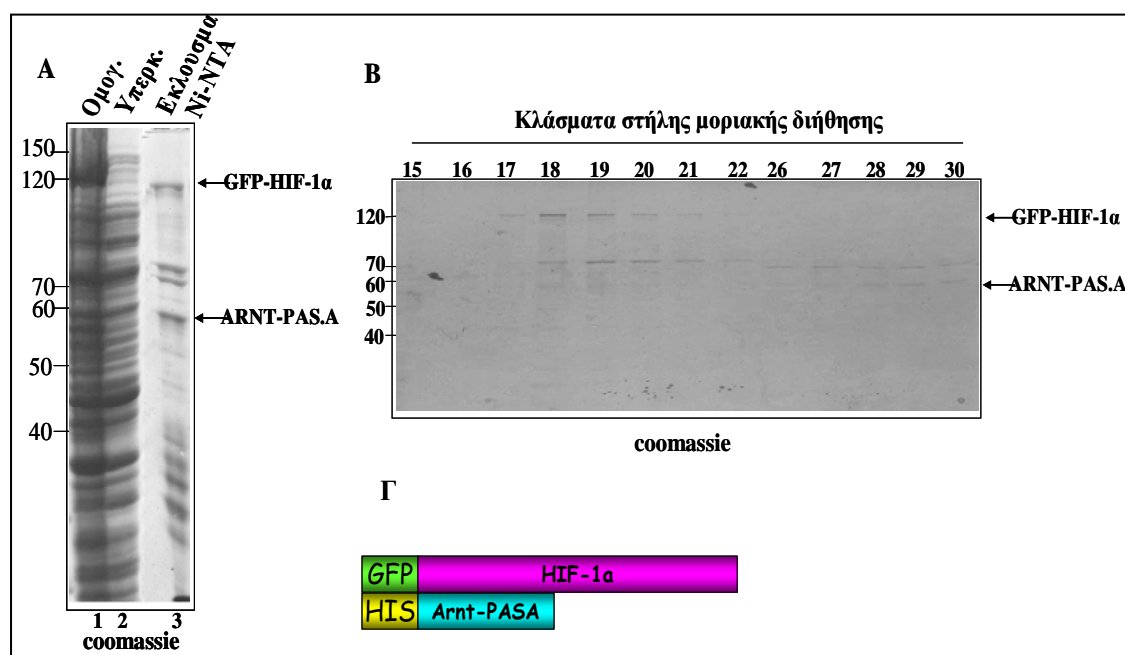 Α
Ομογ.
Υπερκ.
Εκλουσμα
Ni-NTA
150
120
70
60
50
40
GFP-HIF-1α
ARNT-PAS.A
1 2 3
coomassie
Β
Κλάσματα στήλης μοριακής διήθησης
15 16 17 18 19 20 21 22 26 27 28 29 30
120
70
60
50
40
GFP-HIF-1α
ARNT-PAS.A
coomassie
Γ
GFP HIF-1α
HIS Arnt-PASA